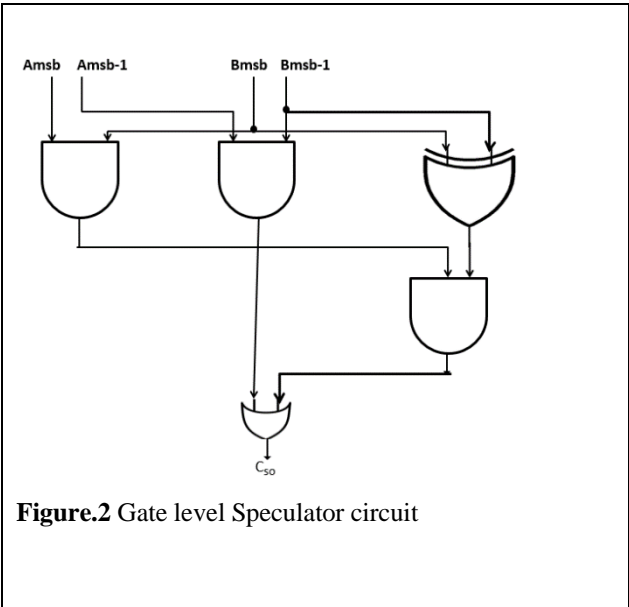 Amsb Amsb-1 Bmsb Bmsb-1
Cso
Figure.2 Gate level Speculator circuit